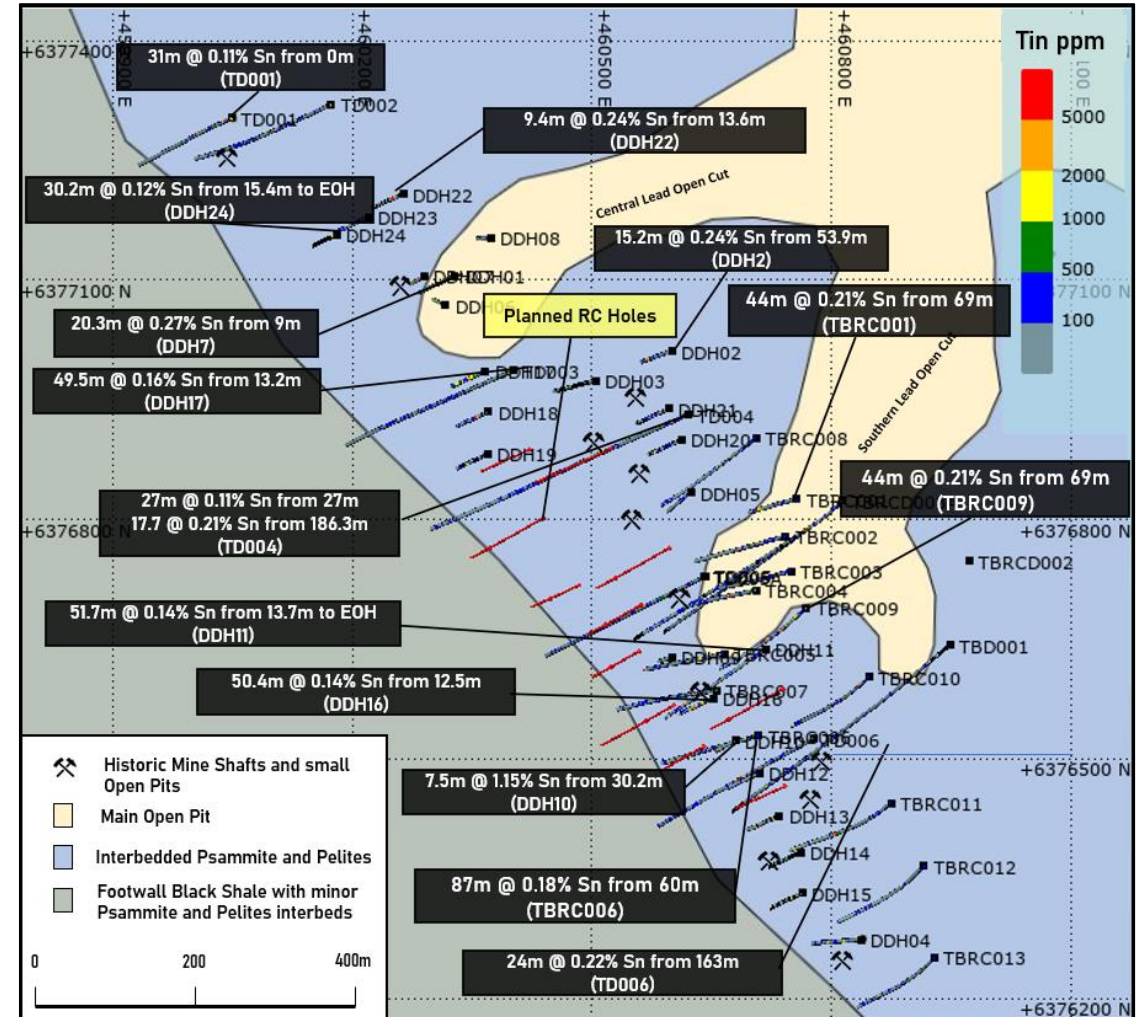 +6377400
+460200 E
+460500 E
+460800 E
Tin ppm
5000
2000
1000
500
100
31m @ 0.11% Sn from 0m
(TD001)
TD001
TD002
9.4m @ 0.24% Sn from 13.6m
(DDH22)
30.2m @ 0.12% Sn from 15.4m to EOH
(DDH24)
DDH22
DDH23
DDH24
Central Lead Open Cut
DDH08
15.2m @ 0.24% Sn from 53.9m
(DDH2)
+6377100 N
DDH01
DDH06
Planned RC Holes
44m @ 0.21% Sn from 69m
(TBRC001)
20.3m @ 0.27% Sn from 9m
(DDH7)
DDH02
Southern Lead Open Cut
49.5m @ 0.16% Sn from 13.2m
(DDH17)
DDH03
DDH18
DDH21
TD004
DDH19
DDH20
TBRC008
44m @ 0.21% Sn from 69m
(TBRC009)
DDH05
27m @ 0.11% Sn from 27m
17.7 @ 0.21% Sn from 186.3m
(TD004)
+6376800 N
+6376800 N
TBRC002
TBRCD002
TBRC003
TBRC004
TBRC009
51.7m @ 0.14% Sn from 13.7m to EOH
(DDH11)
DDH11
TBD001
50.4m @ 0.14% Sn from 12.5m
(DDH16)
TBRC010
TBRC007
DDH16
DDH10
TD006
Historic Mine Shafts and small
Open Pits
Main Open Pit
Interbedded Psammite and Pelites
Footwall Black Shale with minor
Psammite and Pelites interbeds
0
200
400m
7.5m @ 1.15% Sn from 30.2m
(DDH10)
+6376500 N
DDH12
TBRC011
DDH13
DDH14
TBRC012
87m @ 0.18% Sn from 60m
(TBRC006)
DDH15
DDH04
24m @ 0.22% Sn from 163m
(TD006)
TBRC013
+6376200 N